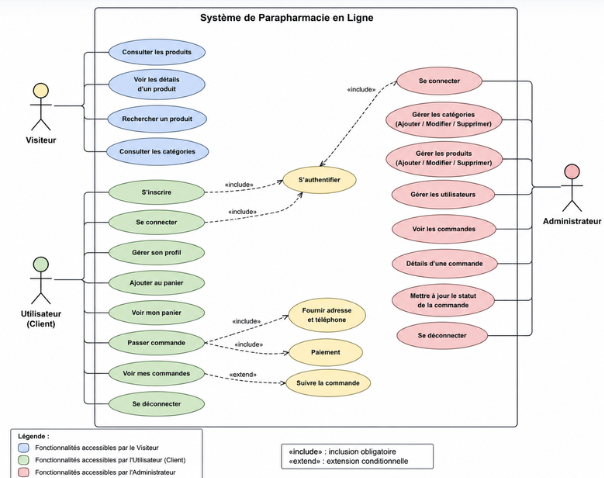 Système de Parapharmacie en Ligne
Consulter les produits
Voir les détails
d'un produit
Rechercher un produit
Consulter les catégories
Visiteur
S'inscrire
Se connecter
Gérer son profil
Ajouter au panier
Voir mon panier
Passer commande
Voir mes commandes
Se déconnecter
Utilisateur
(Client)
«include»
«include»
«include»
S'authentifier
«include»
«include»
«extend»
Fournir adresse
et téléphone
Paiement
Suivre la commande
Se connecter
Gérer les catégories
(Ajouter / Modifier / Supprimer)
Gérer les produits
(Ajouter / Modifier / Supprimer)
Gérer les utilisateurs
Voir les commandes
Détails d'une commande
Mettre à jour le statut
de la commande
Se déconnecter
Administrateur
Légende :
Fonctionnalités accessibles par le Visiteur
Fonctionnalités accessibles par l'Utilisateur (Client)
Fonctionnalités accessibles par l'Administrateur
«include» : inclusion obligatoire
«extend» : extension conditionnelle